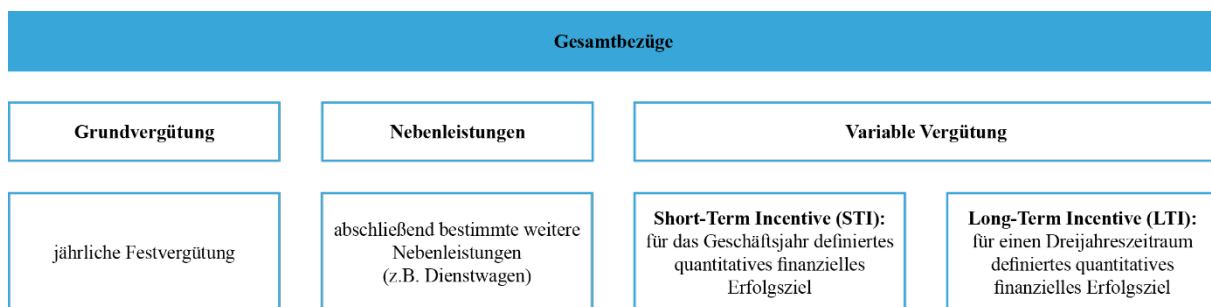 Gesamtbezüge
Grundvergütung
Nebenleistungen
Variable Vergütung
jährliche Festvergütung
abschließend bestimmte weitere
Nebenleistungen
(z.B. Dienstwagen)
Short-Term Incentive (STI):
für das Geschäftsjahr definiertes
quantitatives finanzielles
Erfolgsziel
Long-Term Incentive (LTI):
für einen Dreijahreszeitraum
definiertes quantitatives
finanzielles Erfolgsziel